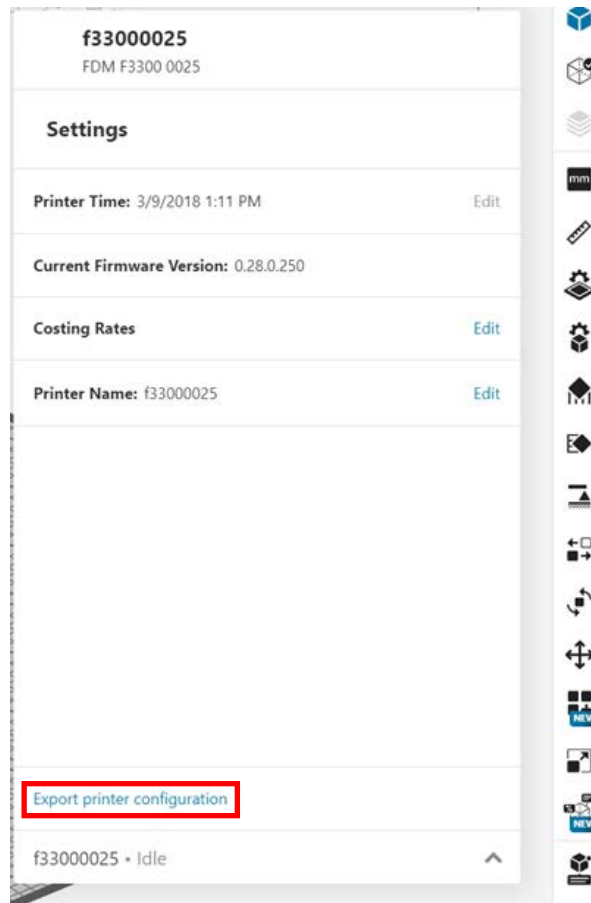 f33000025
FDM F3300 0025
Settings
Printer Time: 3/9/2018 1:11 PM Edit
Current Firmware Version: 0.28.0.250
Costing Rates Edit
Printer Name: f33000025 Edit
Export printer configuration
f33000025 • Idle
mm
NEW
NEW